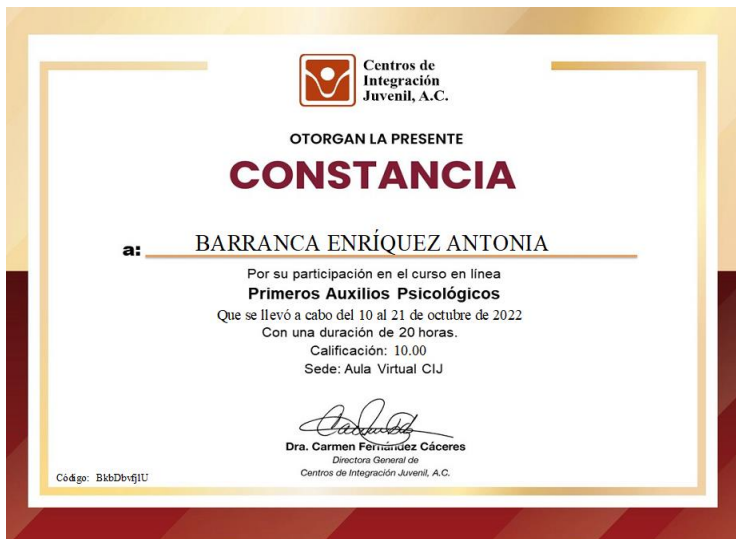 Centros de
Integración
Juvenil, A.C.
OTORGAN LA PRESENTE
CONSTANCIA
a: BARRANCA ENRÍQUEZ ANTONIA
Por su participación en el curso en línea
Primeros Auxilios Psicológicos
Que se llevó a cabo del 10 al 21 de octubre de 2022
Con una duración de 20 horas.
Calificación: 10.00
Sede: Aula Virtual CIJ
Dra. Carmen Fernández Cáceres
Directora General de
Centros de Integración Juvenil, A.C.
Código: BkbDbvfjlU